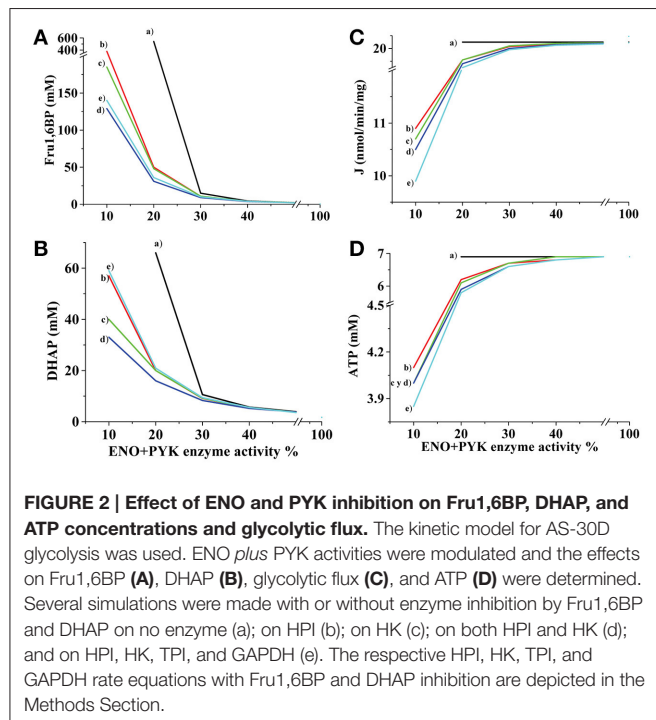 A
600
400
150
100
50
0
Fru1,6BP (mM)
a)
b)
c)
e)
d)
10 20 30 40 100
C
20
11
10
J (nmol/min/mg)
a)
b)
c)
d)
e)
10 20 30 40 100
B
60
40
20
0
DHAP (mM)
a)
e)
b)
c)
d)
10 20 30 40 100
ENO+PYK enzyme activity %
D
7
6
4.5
4.2
3.9
ATP (mM)
a)
b)
c y d)
e)
10 20 30 40 100
ENO+PYK enzyme activity %
FIGURE 2 | Effect of ENO and PYK inhibition on Fru1,6BP, DHAP, and
ATP concentrations and glycolytic flux. The kinetic model for AS-30D
glycolysis was used. ENO plus PYK activities were modulated and the effects
on Fru1,6BP (A), DHAP (B), glycolytic flux (C), and ATP (D) were determined.
Several simulations were made with or without enzyme inhibition by Fru1,6BP
and DHAP on no enzyme (a); on HPI (b); on HK (c); on both HPI and HK (d);
and on HPI, HK, TPI, and GAPDH (e). The respective HPI, HK, TPI, and
GAPDH rate equations with Fru1,6BP and DHAP inhibition are depicted in the
Methods Section.